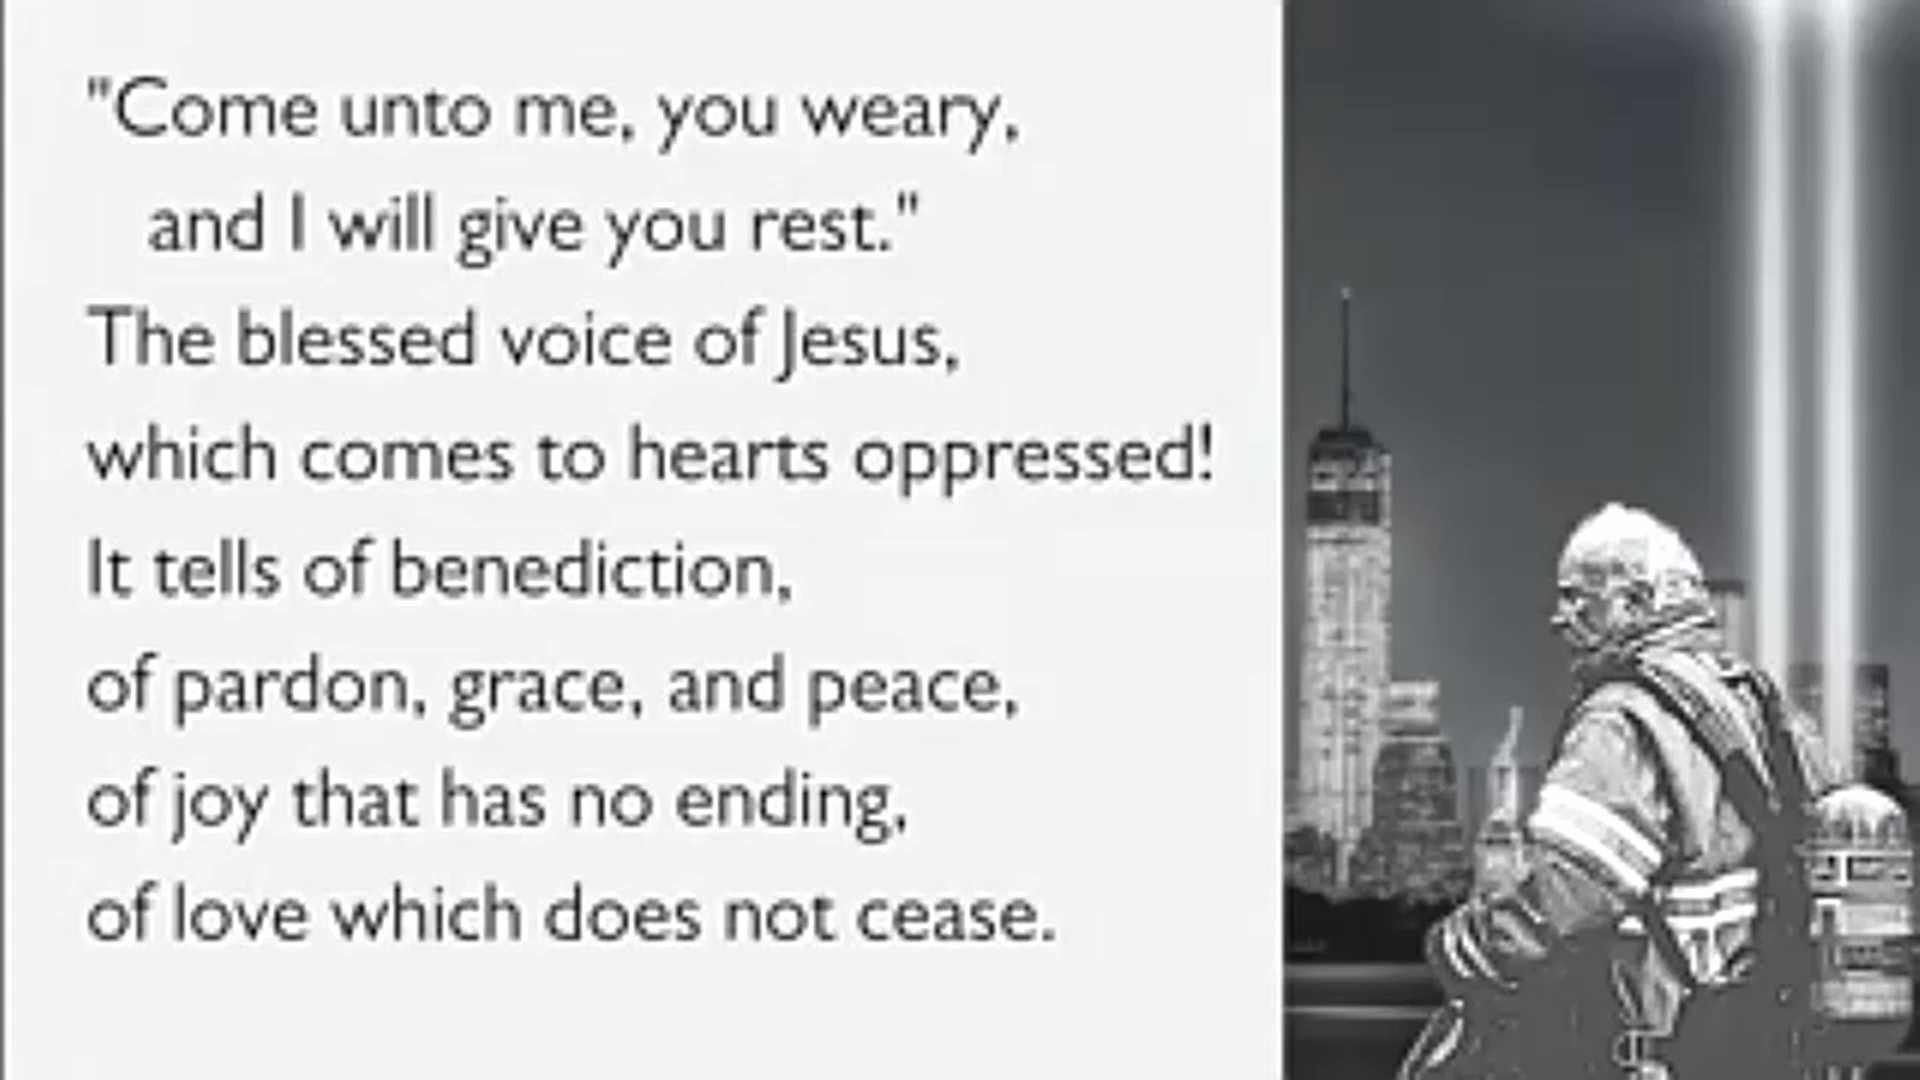 "Come unto me, you weary,
and I will give you rest."
The blessed voice of Jesus,
which comes to hearts oppressed!
It tells of benediction,
of pardon, grace, and peace,
of joy that has no ending,
of love which does not cease.